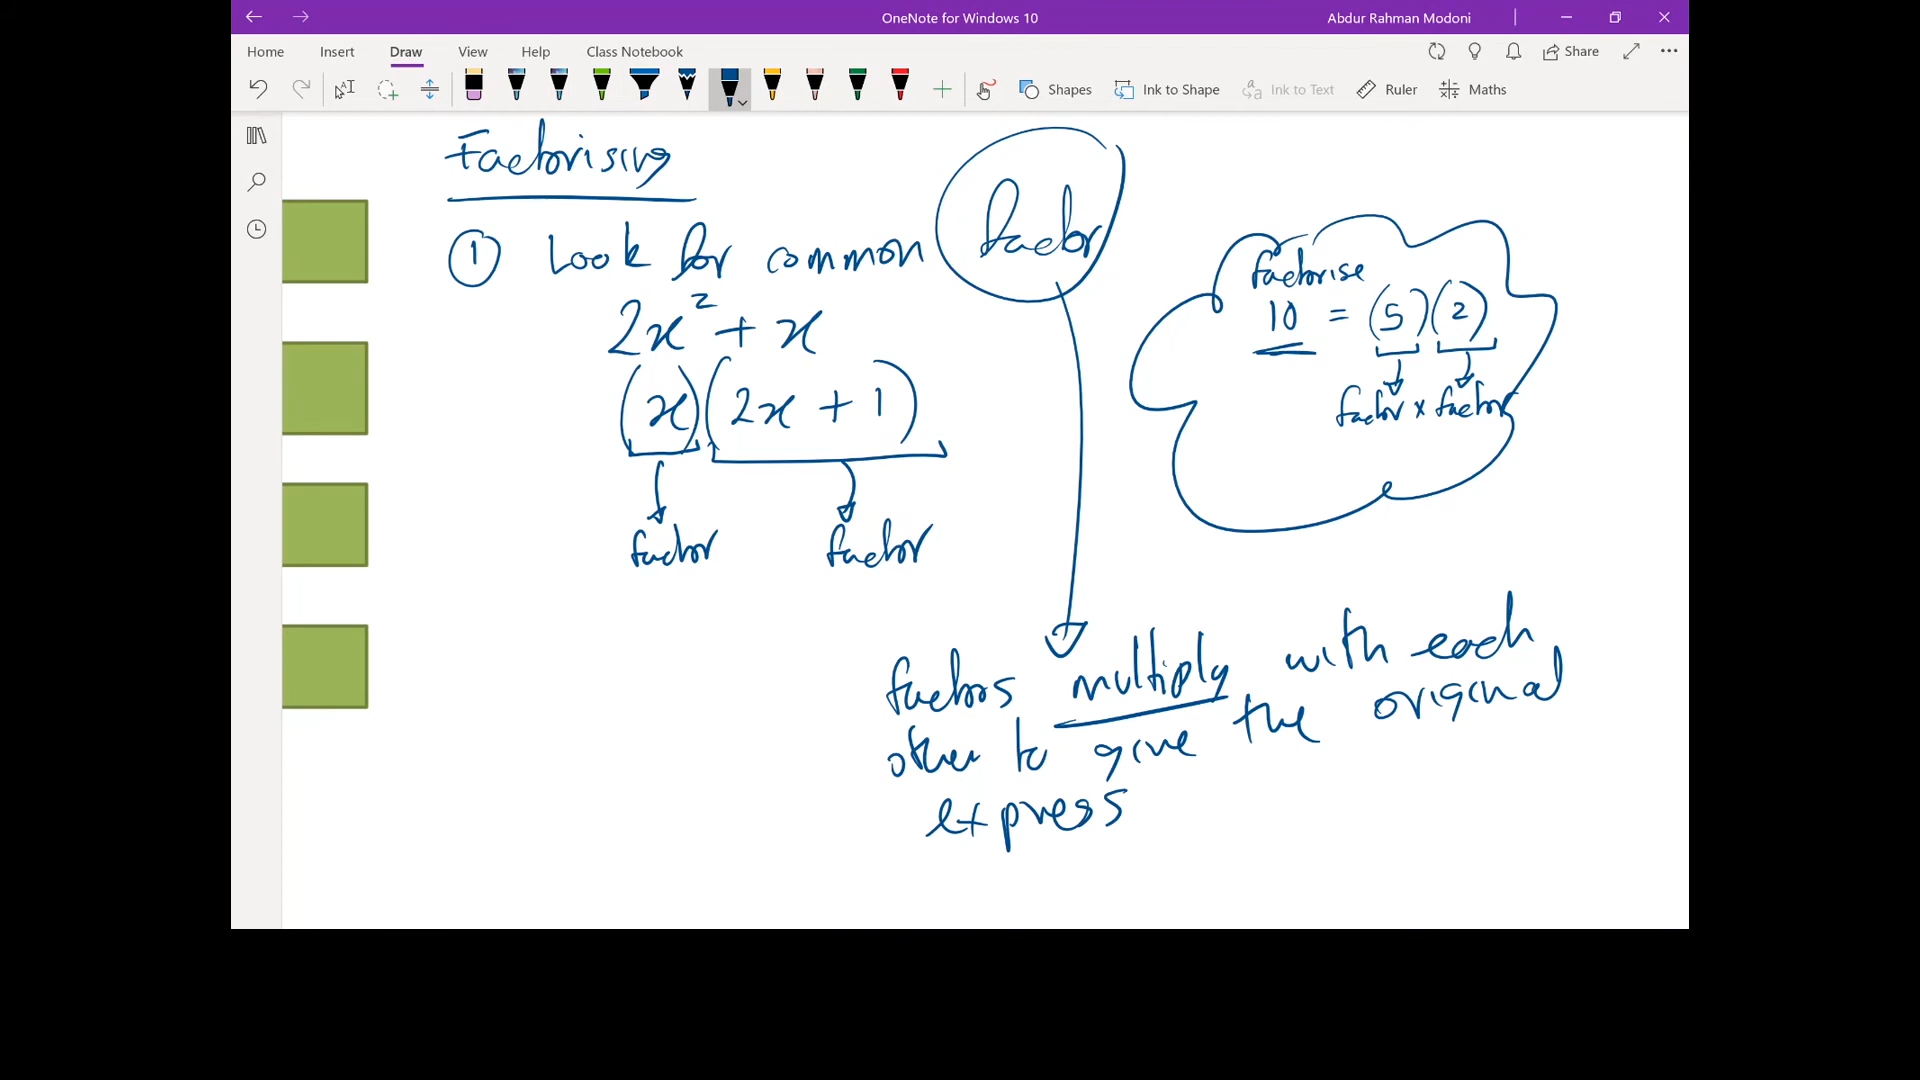 OneNote for Windows 10
Abdur Rahman Modoni
Home Insert Draw View Help Class Notebook
Share
Shapes Ink to Shape Ink to Text Ruler Maths
Factorising
① Look for common factor
2x² + x
(x)(2x + 1)
factor factor
factorise
10 = (5)(2)
factor × factor
factors multiply with each
other to give the original
express